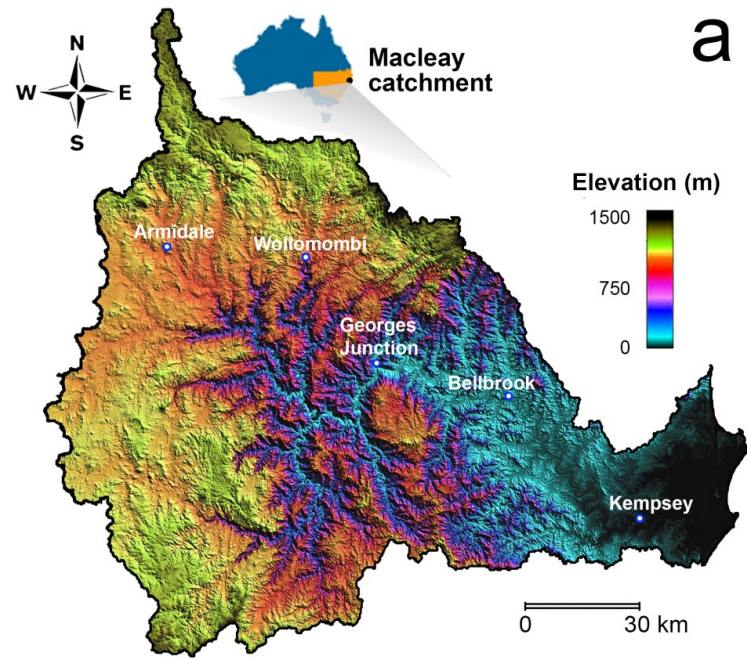 a
Macleay
catchment
N
W
E
S
Elevation (m)
1500
750
0
Armidale
Wollomombi
Georges
Junction
Bellbrook
Kempsey
0
30 km